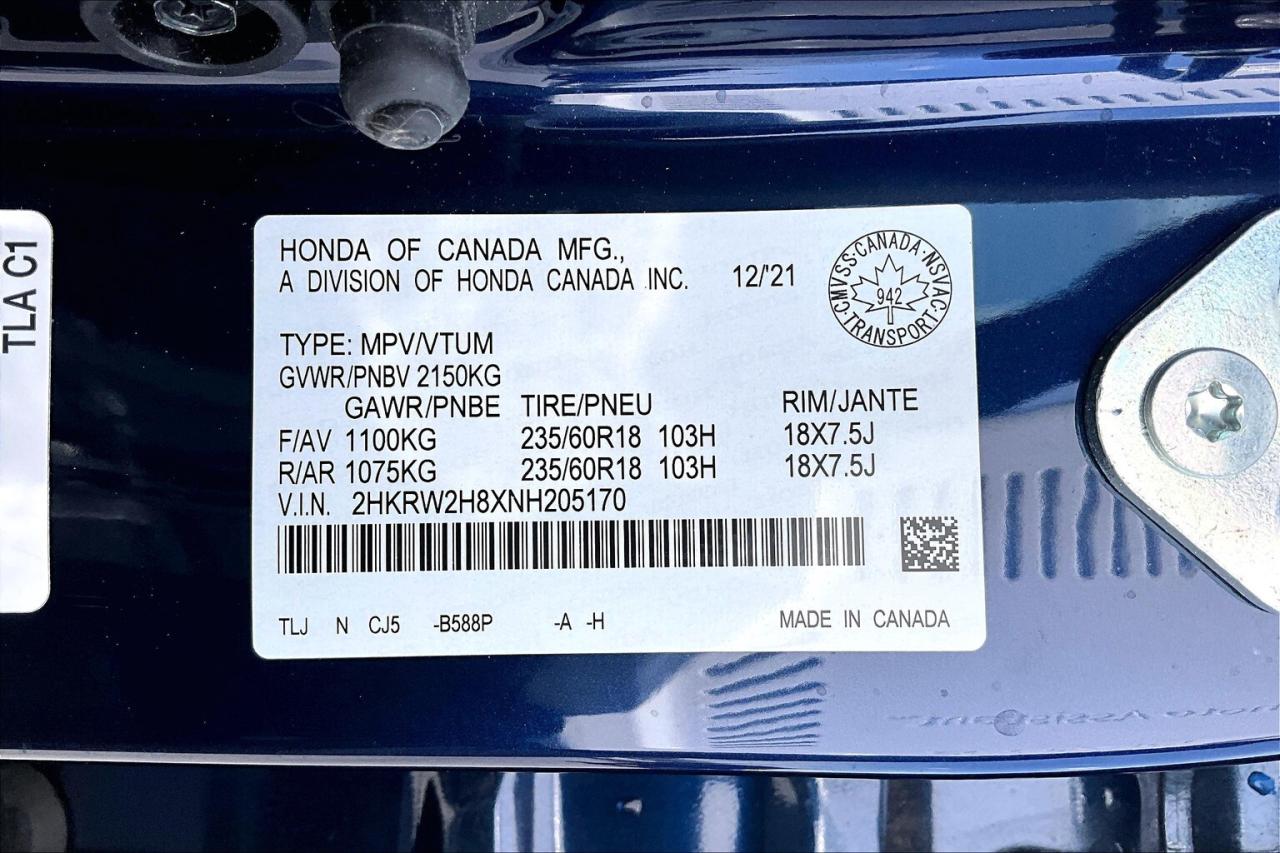 HONDA OF CANADA MFG.,
A DIVISION OF HONDA CANADA INC. 12/'21
CMVSS·CANADA·NSVAC·TRANSPORT·
942
TYPE: MPV/VTUM
GVWR/PNBV 2150KG
GAWR/PNBE TIRE/PNEU RIM/JANTE
F/AV 1100KG 235/60R18 103H 18X7.5J
R/AR 1075KG 235/60R18 103H 18X7.5J
V.I.N. 2HKRW2H8XNH205170
TLJ N CJ5 -B588P -A -H MADE IN CANADA
TLA C1